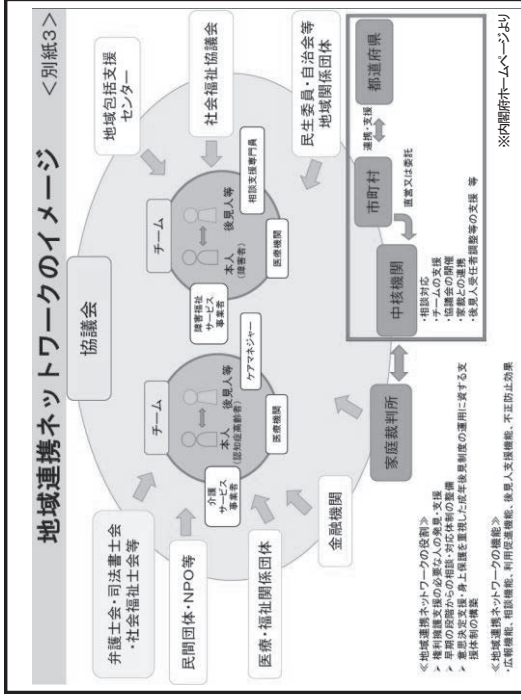 地域連携ネットワークのイメージ
<別紙3>
協議会
弁護士会・司法書士会
・社会福祉士会等
民間団体・NPO等
医療・福祉関係団体
金融機関
地域包括支援
センター
社会福祉協議会
民生委員・自治会等
地域関係団体
チーム
本人
(認知症高齢者)
後見人等
介護
サービス
事業者
ケアマネジャー
医療機関
チーム
本人
(障害者)
後見人等
障害福祉
サービス
事業者
相談支援専門員
医療機関
家庭裁判所
中核機関
・相談対応
・チームの支援
・協議会の開催
・家裁との連携
・後見人受任者調整等の支援 等
直営又は委託
市町村
連携・支援
都道府県
≪地域連携ネットワークの役割≫
➢ 権利擁護支援の必要な人の発見・支援
➢ 早期の段階からの相談・対応体制の整備
➢ 意思決定支援・身上保護を重視した成年後見制度の運用に資する支
援体制の構築
≪地域連携ネットワークの機能≫
・広報機能、相談機能、利用促進機能、後見人支援機能、不正防止効果
※内閣府ホームページより